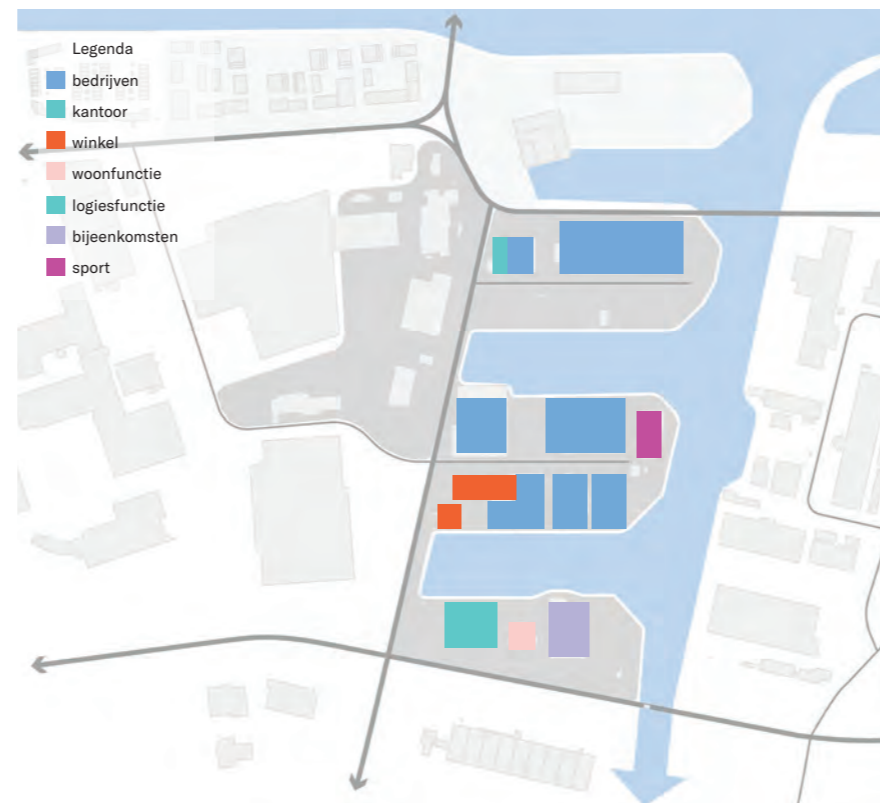 Legenda
bedrijven
kantoor
winkel
woonfunctie
logiesfunctie
bijeenkomsten
sport